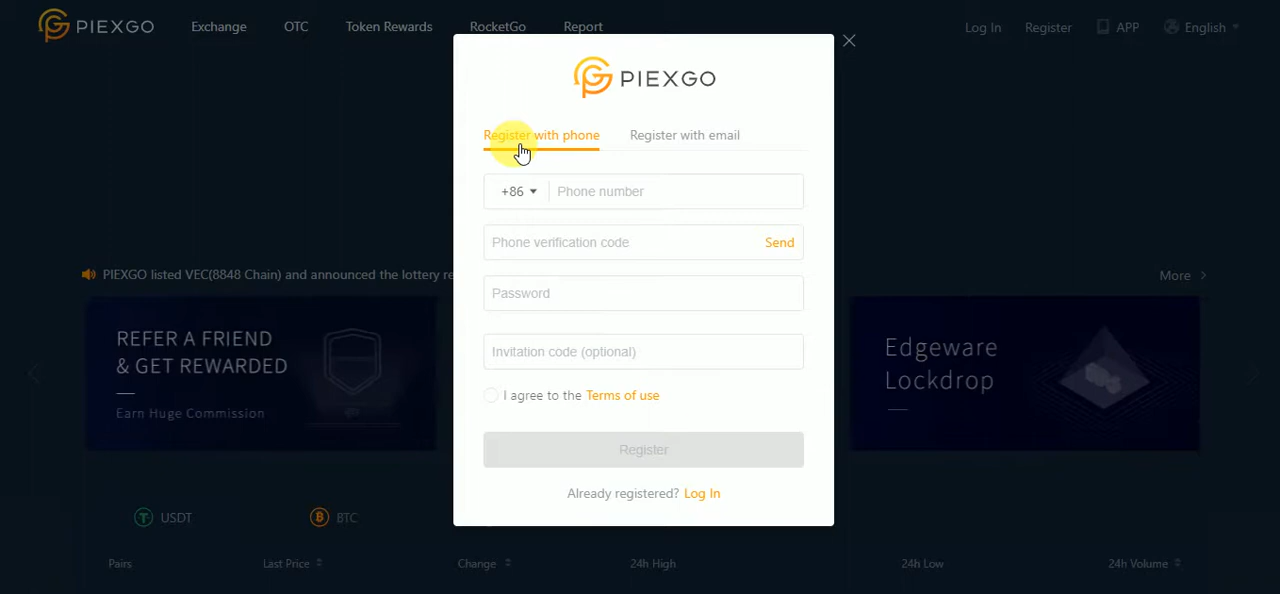 PIEXGO
Exchange
OTC
Token Rewards
RocketGo
Report
Log In
Register
APP
English
PIEXGO
Register with phone
Register with email
+86
Phone number
Phone verification code
Send
PIEXGO listed VEC(8848 Chain) and announced the lottery re
More
Password
REFER A FRIEND
& GET REWARDED
Earn Huge Commission
Invitation code (optional)
Edgeware
Lockdrop
I agree to the Terms of use
Register
Already registered? Log In
USDT
BTC
Pairs
Last Price
Change
24h High
24h Low
24h Volume